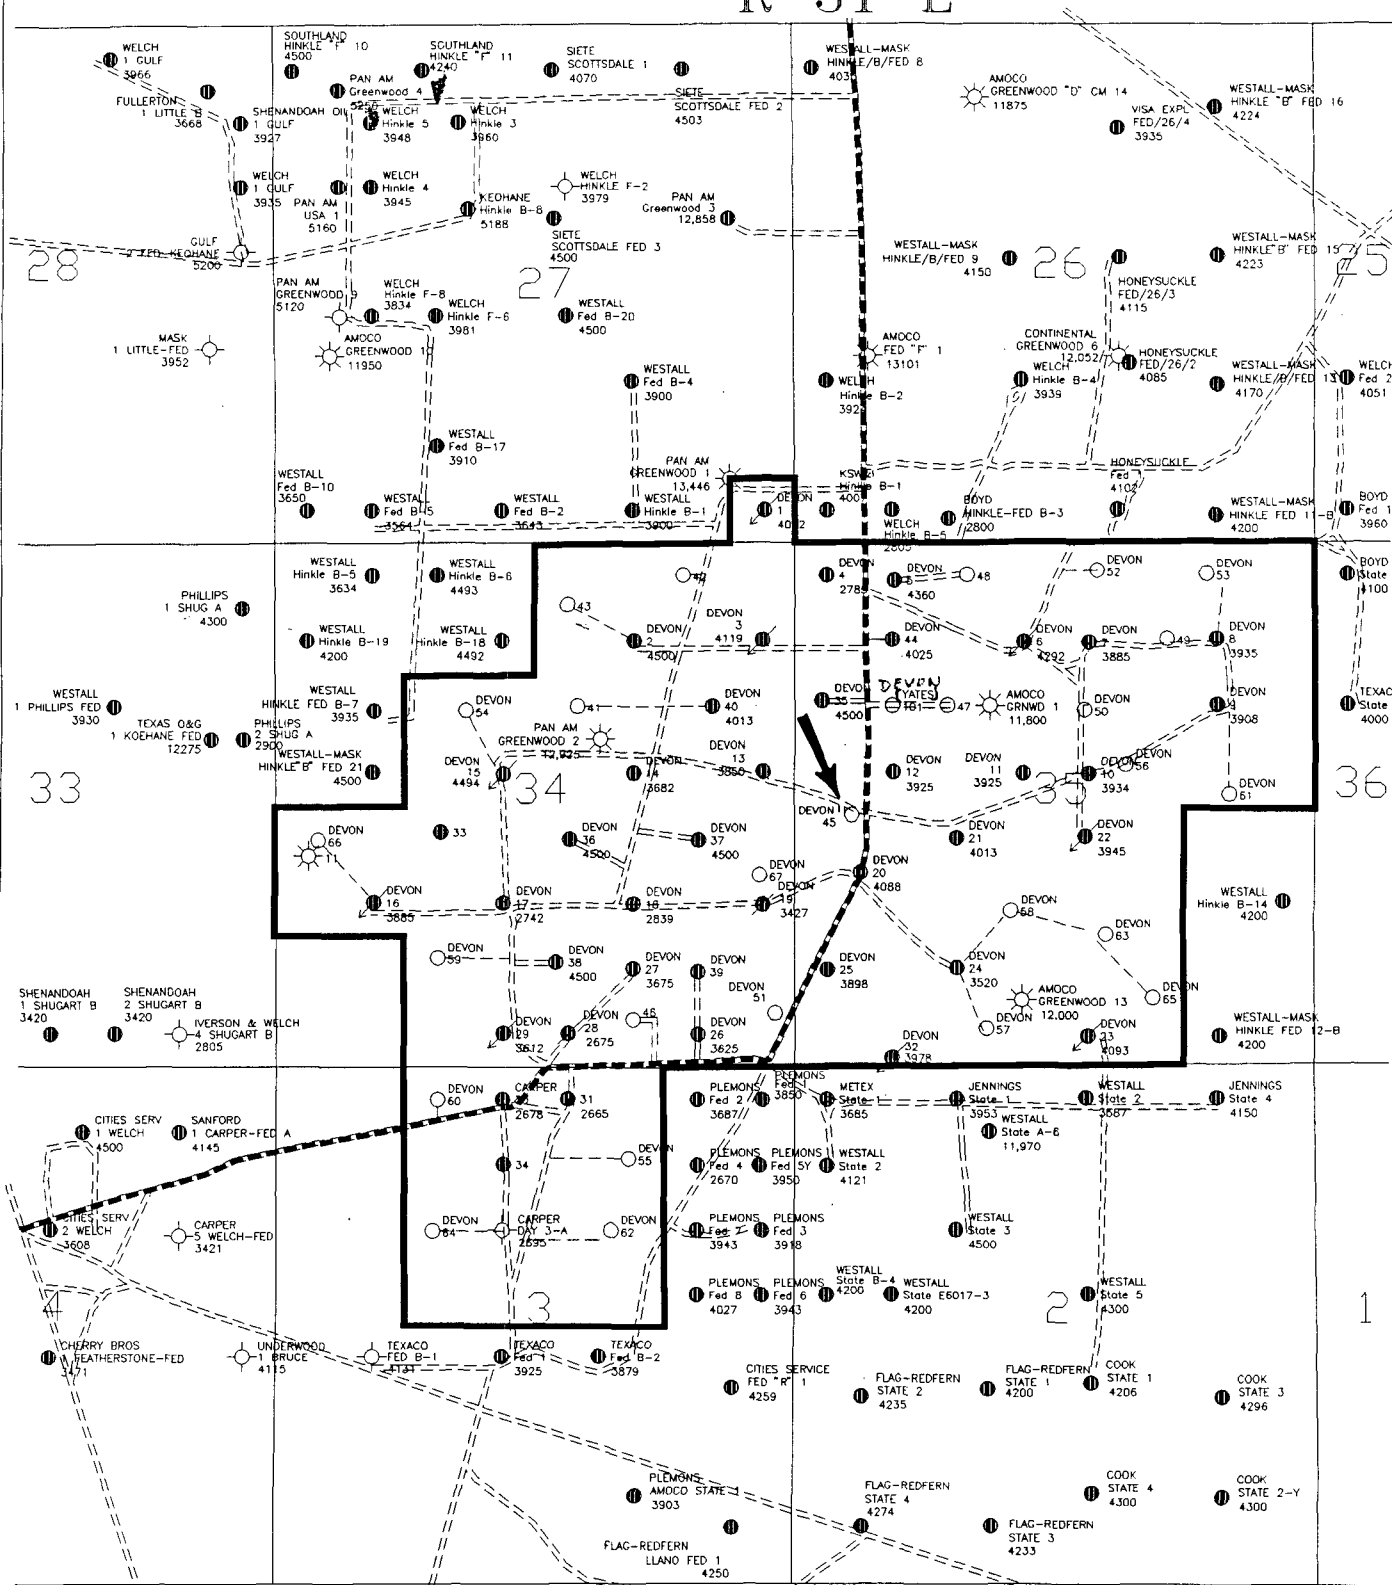 R 31 E
WELCH
1 GULF
3966
SOUTHLAND
HINKLE "F" 10
4500
SOUTHLAND
HINKLE "F" 11
4240
SIETE
SCOTTSDALE 1
4070
WESTALL-MASK
HINKLE/B/FED 8
AMOCO
GREENWOOD "D" CM 14
11875
WESTALL-MASK
HINKLE "B" FED 16
4224
FULLERTON
1 LITTLE B
3668
PAN AM
Greenwood 4
SIETE
SCOTTSDALE FED 2
4503
VISA EXPL
FED/26/4
3935
SHENANDOAH OIL
1 GULF
3927
WELCH
Hinkle 5
3948
WELCH
Hinkle 3
3960
WELCH
1 GULF
3935
PAN AM
USA 1
5160
WELCH
Hinkle 4
3945
WELCH
HINKLE F-2
3979
KEOHANE
Hinkle B-8
5188
PAN AM
Greenwood 3
12,858
SIETE
SCOTTSDALE FED 3
4500
GULF
2 FED KEOHANE
5200
28
27
WESTALL-MASK
HINKLE/B/FED 9
4150
26
HONEYSUCKLE
FED/26/3
4115
WESTALL-MASK
HINKLE"B" FED 15
4223
25
PAN AM
GREENWOOD 9
5120
WELCH
Hinkle F-8
3834
WELCH
Hinkle F-6
3981
WESTALL
Fed B-20
4500
MASK
1 LITTLE-FED
3952
AMOCO
GREENWOOD 1
11950
AMOCO
FED "F" 1
13101
CONTINENTAL
GREENWOOD 6
12,052
HONEYSUCKLE
FED/26/2
4085
WESTALL
Fed B-4
3900
WELCH
Hinkle B-2
WELCH
Hinkle B-4
3939
WESTALL-MASK
HINKLE/B/FED 13
4170
WELCH
Fed 2
4051
WESTALL
Fed B-17
3910
WESTALL
Fed B-10
3650
WESTALL
Fed B-5
3564
WESTALL
Fed B-2
3643
WESTALL
Hinkle B-1
3900
PAN AM
GREENWOOD 1
13,446
DEVON
1
Hinkle B-1
400
WELCH
Hinkle B-5
2805
BOYD
HINKLE-FED B-3
2800
HONEYSUCKLE
Fed 1
4102
WESTALL-MASK
HINKLE FED 11-B
4200
BOYD
Fed 1
3960
WESTALL
Hinkle B-5
3634
WESTALL
Hinkle B-6
4493
PHILLIPS
1 SHUG A
4300
42
43
DEVON
4
2785
DEVON
5
4360
48
DEVON
52
DEVON
53
BOYD
State
4100
WESTALL
Hinkle B-19
4200
WESTALL
Hinkle B-18
4492
DEVON
2
4500
DEVON
3
4119
DEVON
44
4025
DEVON
6
4292
DEVON
7
3885
49
DEVON
8
3935
WESTALL
1 PHILLIPS FED
3930
WESTALL
HINKLE FED B-7
3935
DEVON
54
41
DEVON
40
4013
DEVON
35
4500
DEVON
YATES
101
47
AMOCO
GRNWD 1
11,800
DEVON
50
DEVON
3908
TEXAC
State
4000
TEXAS O&G
1 KOEHANE FED
12275
PHILLIPS
2 SHUG A
2900
PAN AM
GREENWOOD 2
12,925
33
WESTALL-MASK
HINKLE"B" FED 21
4500
DEVON
15
4494
34
DEVON
14
3682
DEVON
13
3850
DEVON
12
3925
DEVON
11
3925
35
DEVON
10
3934
DEVON
56
DEVON
61
36
DEVON
45
DEVON
66
11
33
DEVON
36
4500
DEVON
37
4500
DEVON
21
4013
DEVON
22
3945
DEVON
67
DEVON
20
4088
DEVON
16
3885
DEVON
17
2742
DEVON
18
2839
DEVON
19
3427
DEVON
58
WESTALL
Hinkle B-14
4200
DEVON
63
DEVON
59
DEVON
38
4500
DEVON
27
3675
DEVON
39
DEVON
25
3898
DEVON
24
3520
SHENANDOAH
1 SHUGART B
3420
SHENANDOAH
2 SHUGART B
3420
IVERSON & WELCH
4 SHUGART B
2805
DEVON
51
AMOCO
GREENWOOD 13
12,000
DEVON
65
DEVON
29
3612
DEVON
28
2675
46
DEVON
26
3625
DEVON
57
DEVON
32
3978
DEVON
23
4093
WESTALL-MASK
HINKLE FED 12-B
4200
DEVON
60
CARPER
2678
31
2665
PLEMONS
Fed 2
3687
PLEMONS
Fed 1
3850
METEX
State 1
3685
JENNINGS
State 1
3953
WESTALL
State 2
3587
JENNINGS
State 4
4150
CITIES SERV
1 WELCH
4500
SANFORD
1 CARPER-FED A
4145
WESTALL
State A-6
11,970
34
DEVON
55
PLEMONS
Fed 4
2670
PLEMONS
Fed 5Y
3950
WESTALL
State 2
4121
CITIES SERV
2 WELCH
3608
CARPER
5 WELCH-FED
3421
DEVON
64
CARPER
DAY 3-A
2695
DEVON
62
PLEMONS
Fed 7
3943
PLEMONS
Fed 3
3918
WESTALL
State 3
4500
4
3
PLEMONS
Fed 8
4027
PLEMONS
Fed 6
3943
WESTALL
State B-4
4200
WESTALL
State E6017-3
4200
2
WESTALL
State 5
4300
1
CHERRY BROS
FEATHERSTONE-FED
3471
UNDERWOOD
1 BRUCE
4115
TEXACO
FED B-1
4131
TEXACO
Fed 1
3925
TEXACO
Fed B-2
3879
CITIES SERVICE
FED "R" 1
4259
FLAG-REDFERN
STATE 2
4235
FLAG-REDFERN
STATE 1
4200
COOK
STATE 1
4206
COOK
STATE 3
4296
PLEMONS
AMOCO STATE 1
3903
FLAG-REDFERN
STATE 4
4274
COOK
STATE 4
4300
COOK
STATE 2-Y
4300
FLAG-REDFERN
LLANO FED 1
4250
FLAG-REDFERN
STATE 3
4233